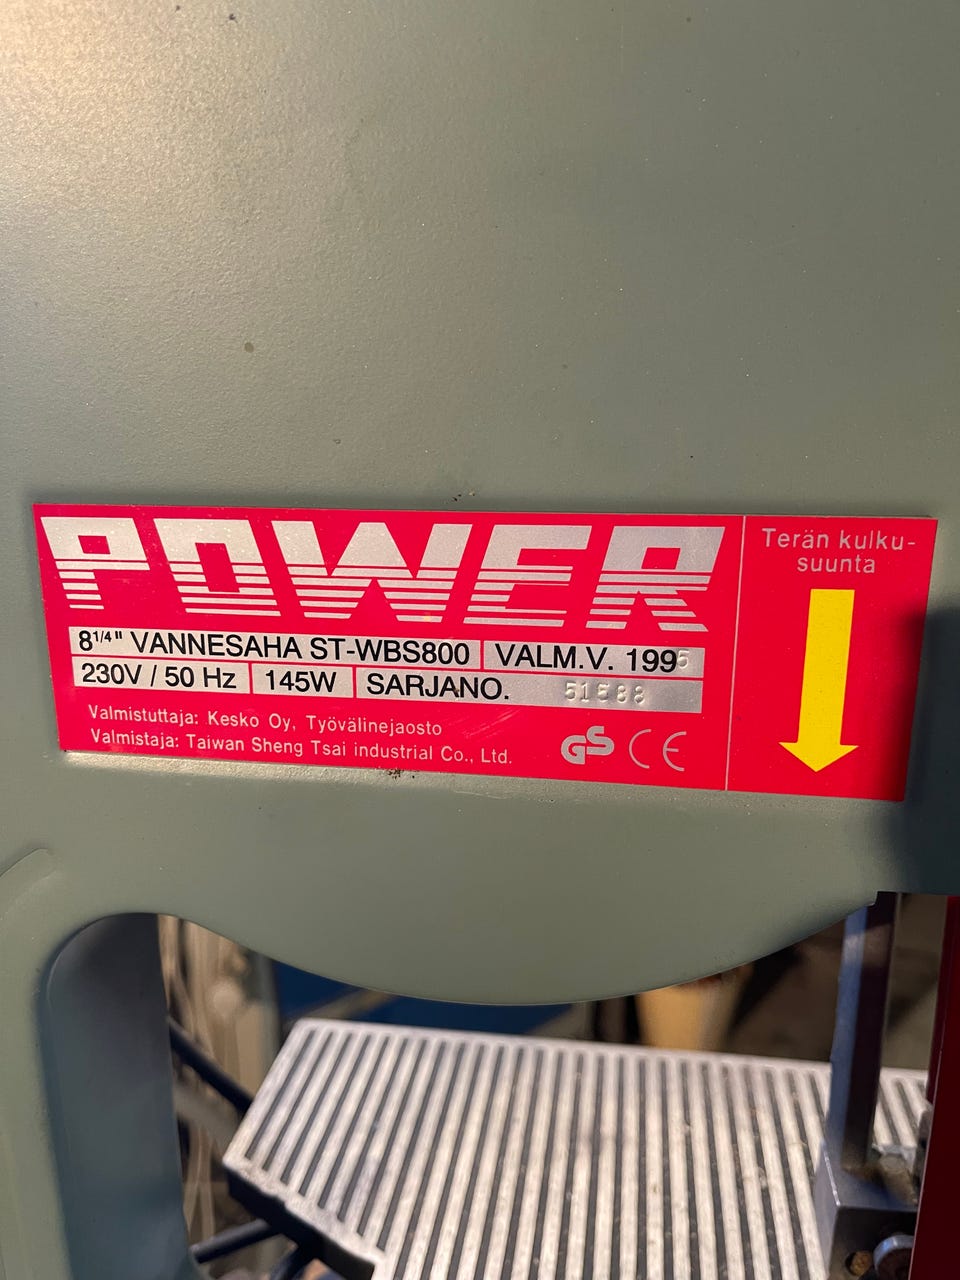 POWER
8 1/4" VANNESAHA ST-WBS800 VALM.V. 1995
230V / 50 Hz 145W SARJANO. 51588
Valmistuttaja: Kesko Oy, Työvälinejaosto
Valmistaja: Taiwan Sheng Tsai industrial Co., Ltd.
GS CE
Terän kulku-
suunta